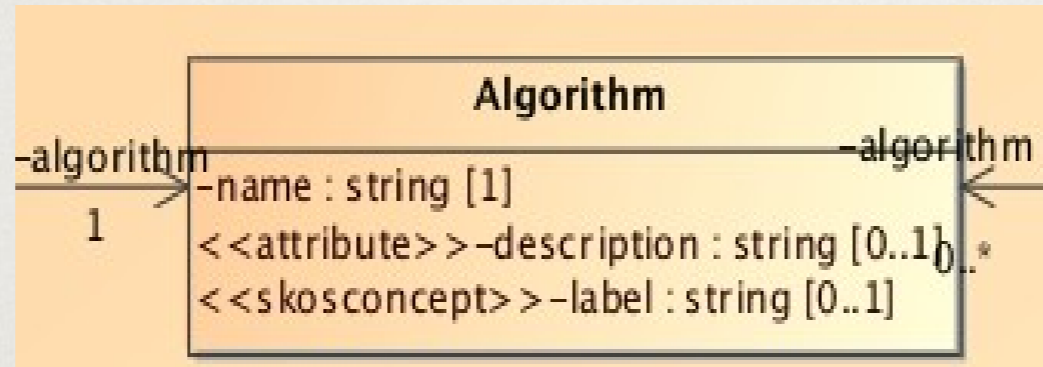 Algorithm
-algorithm
-algorithm
-name : string [1]
1
<<attribute>>-description : string [0..1]
0..*
<<skosconcept>>-label : string [0..1]